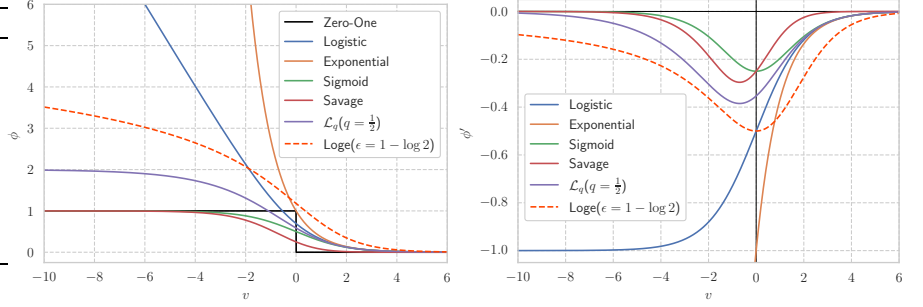 6
5
4
3
2
1
0
ϕ
−10
−8
−6
−4
−2
0
2
4
6
v
Zero-One
Logistic
Exponential
Sigmoid
Savage
𝓛q(q = 1/2)
Loge(ϵ = 1 − log 2)
0.0
−0.2
−0.4
−0.6
−0.8
−1.0
ϕ′
−10
−8
−6
−4
−2
0
2
4
6
v
Logistic
Exponential
Sigmoid
Savage
𝓛q(q = 1/2)
Loge(ϵ = 1 − log 2)